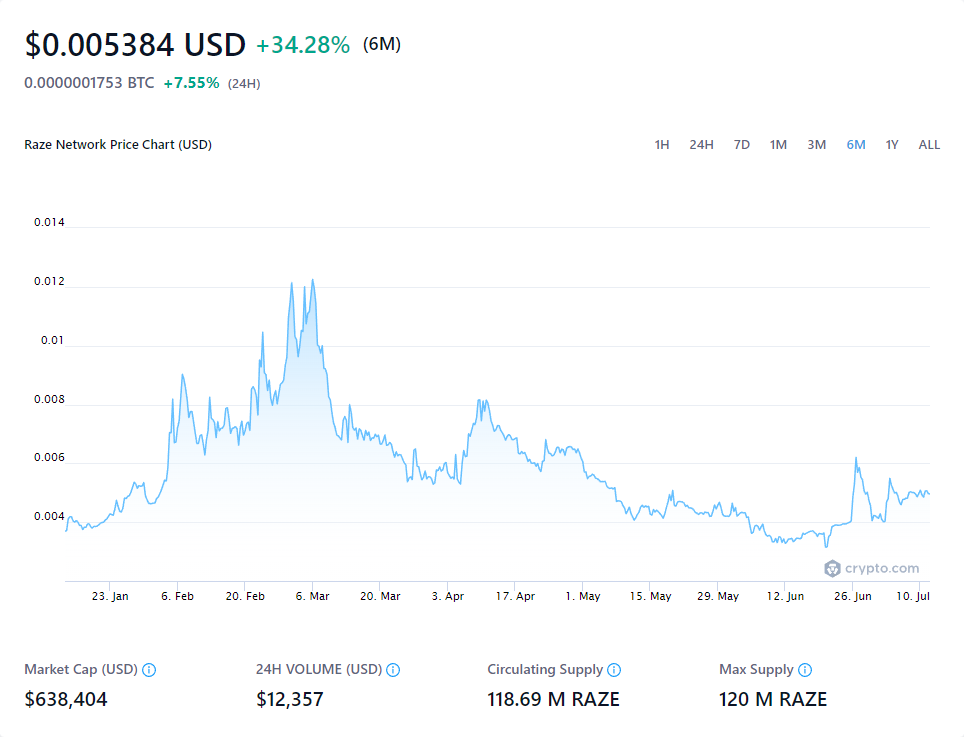 $0.005384 USD +34.28% (6M)
0.0000001753 BTC +7.55% (24H)
Raze Network Price Chart (USD) 1H 24H 7D 1M 3M 6M 1Y ALL
0.014
0.012
0.01
0.008
0.006
0.004
crypto.com
23. Jan 6. Feb 20. Feb 6. Mar 20. Mar 3. Apr 17. Apr 1. May 15. May 29. May 12. Jun 26. Jun 10. Jul
Market Cap (USD) 24H VOLUME (USD) Circulating Supply Max Supply
$638,404 $12,357 118.69 M RAZE 120 M RAZE